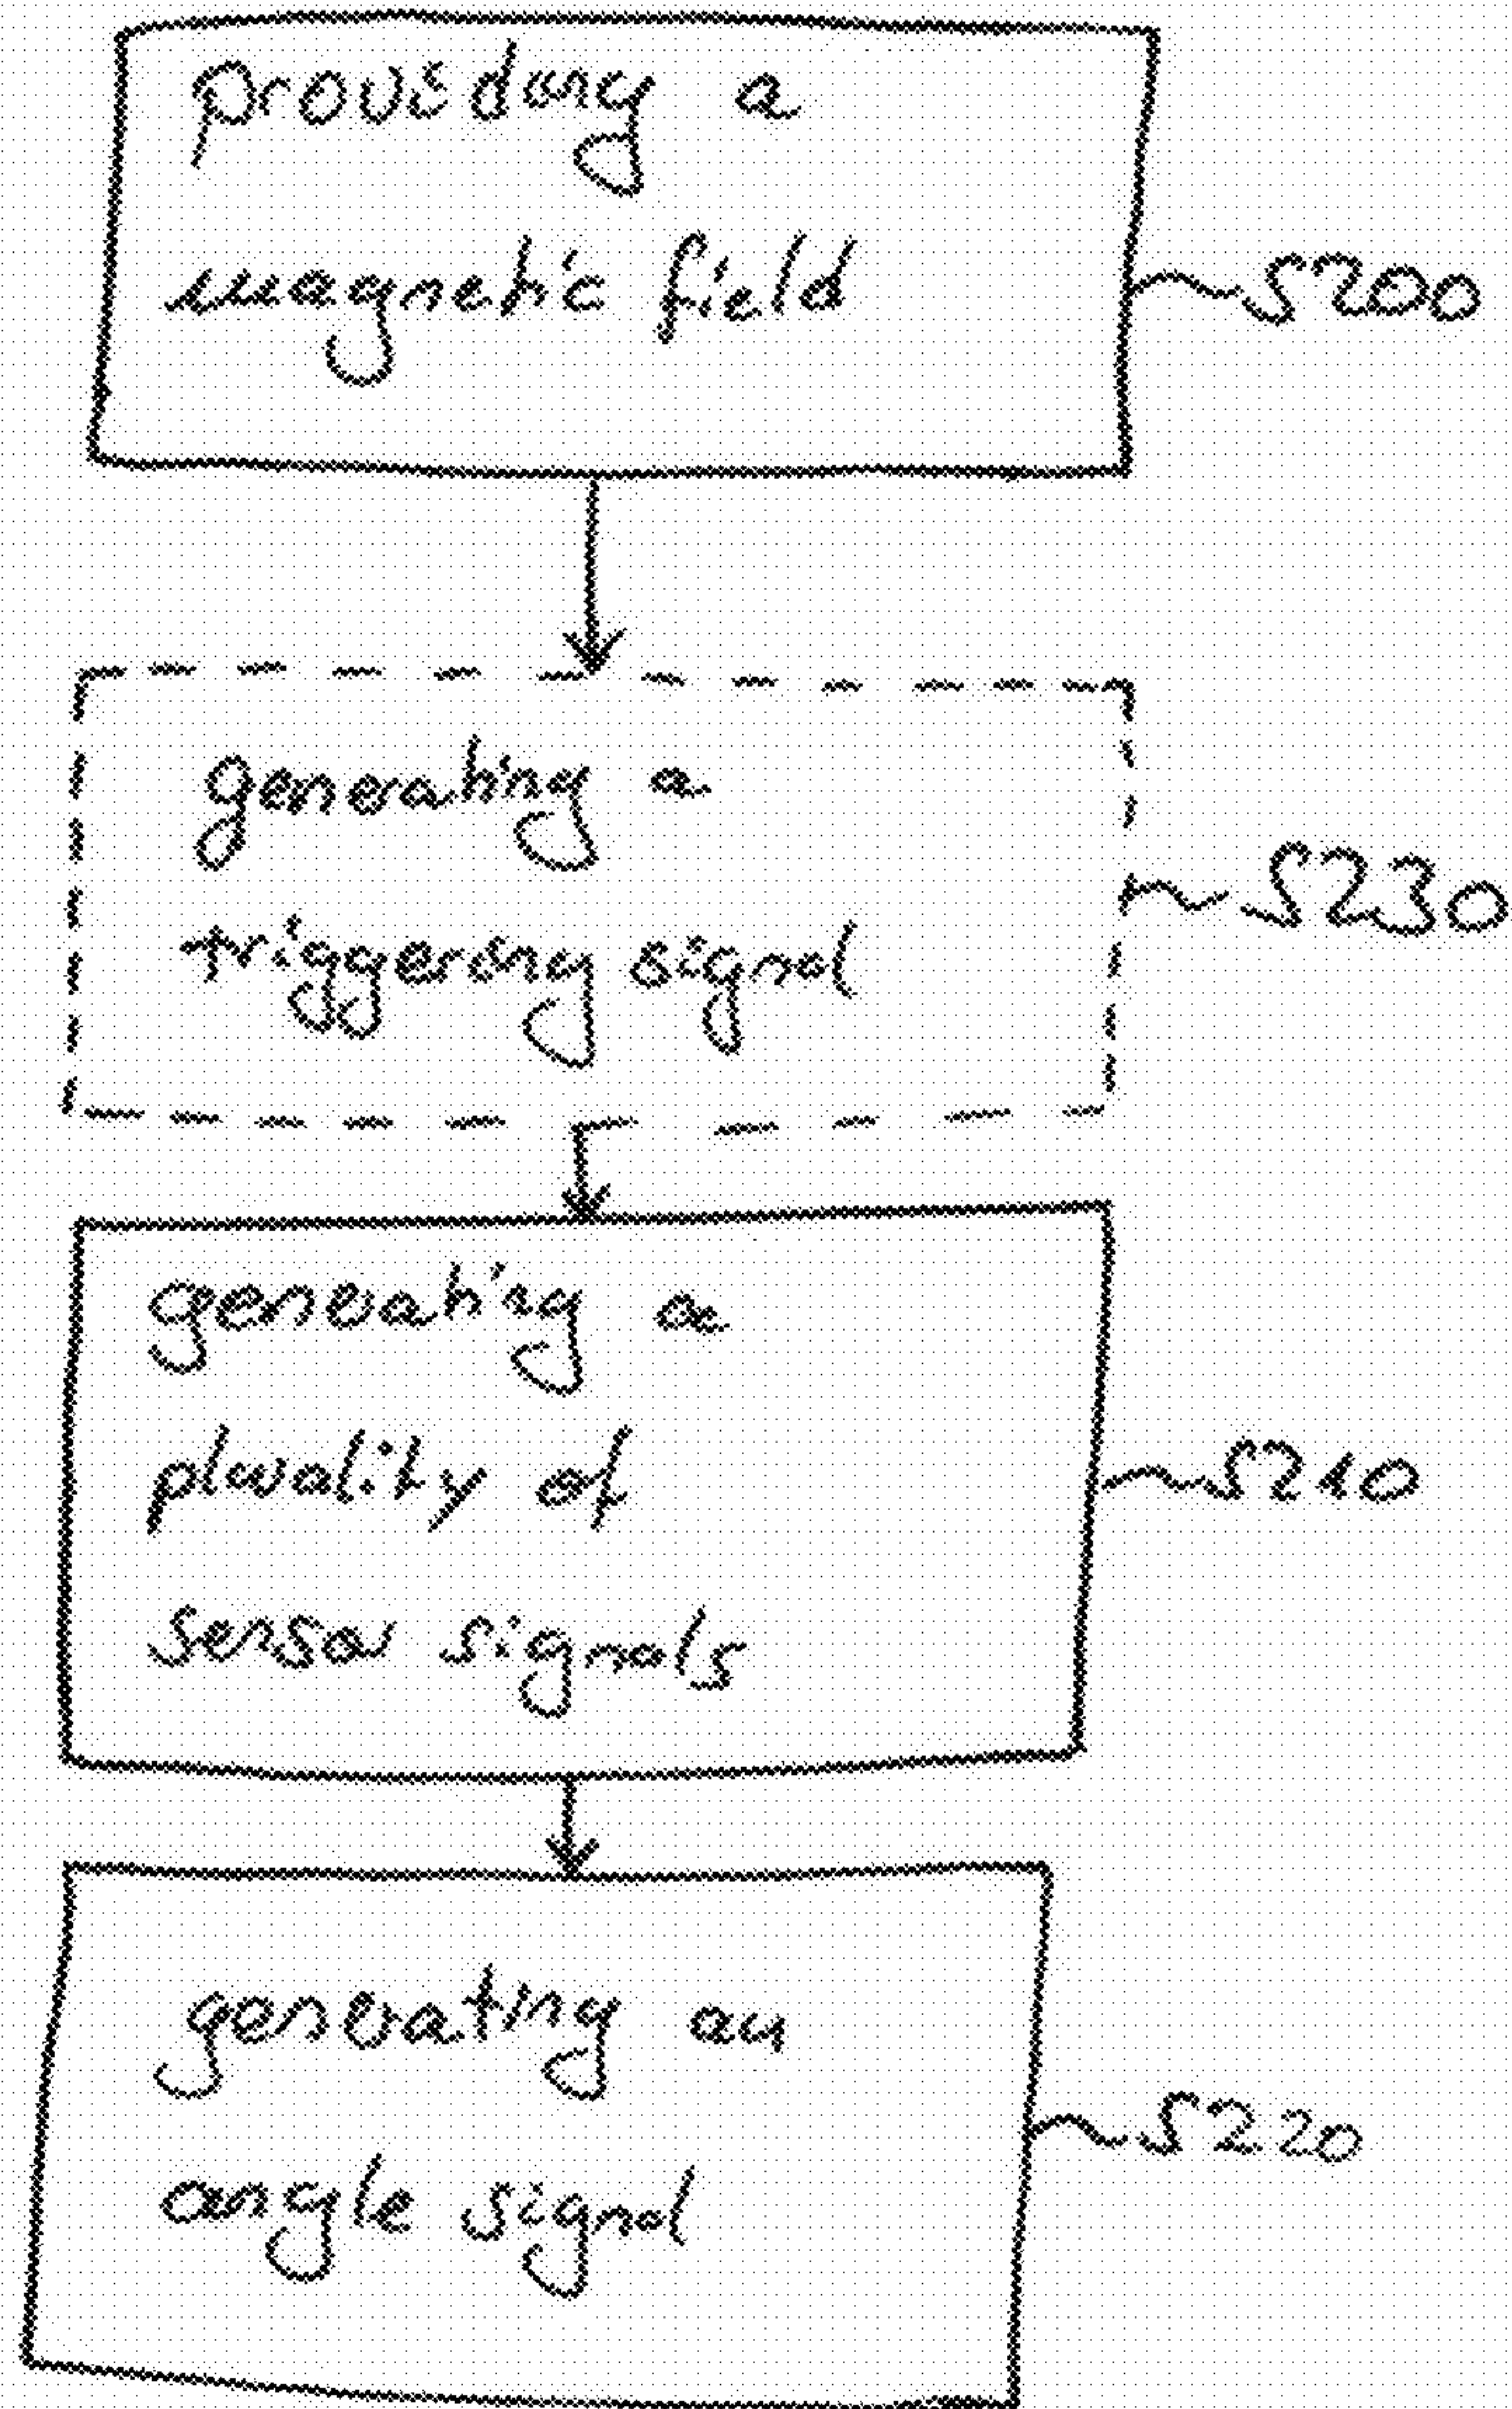 providing a
magnetic field
S200
generating a
triggering signal
S230
generating a
plurality of
sensor signals
S210
generating an
angle signal
S220